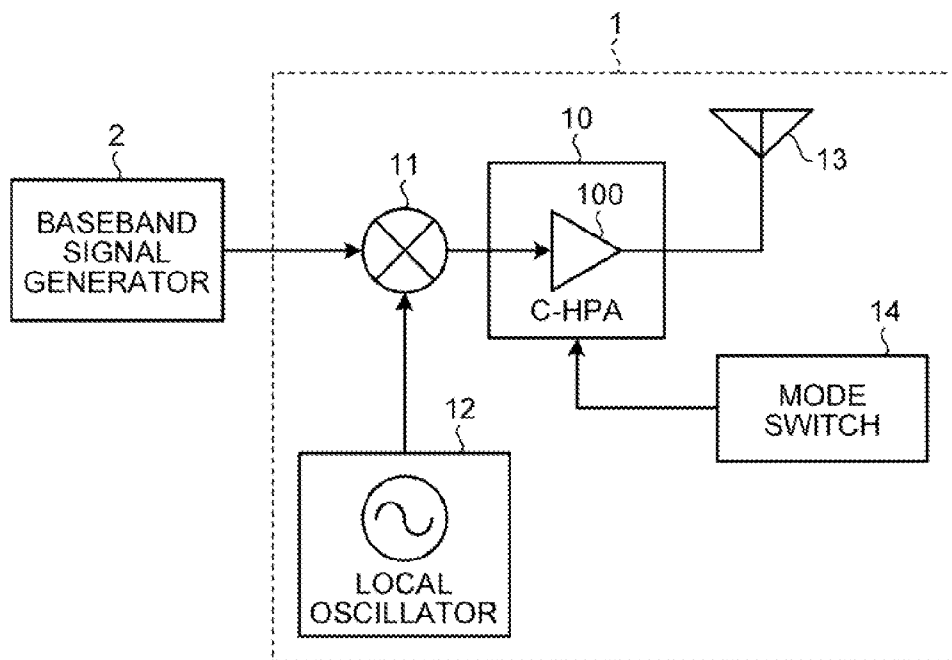 1
2
BASEBAND
SIGNAL
GENERATOR
11
10
100
C-HPA
13
14
MODE
SWITCH
12
LOCAL
OSCILLATOR